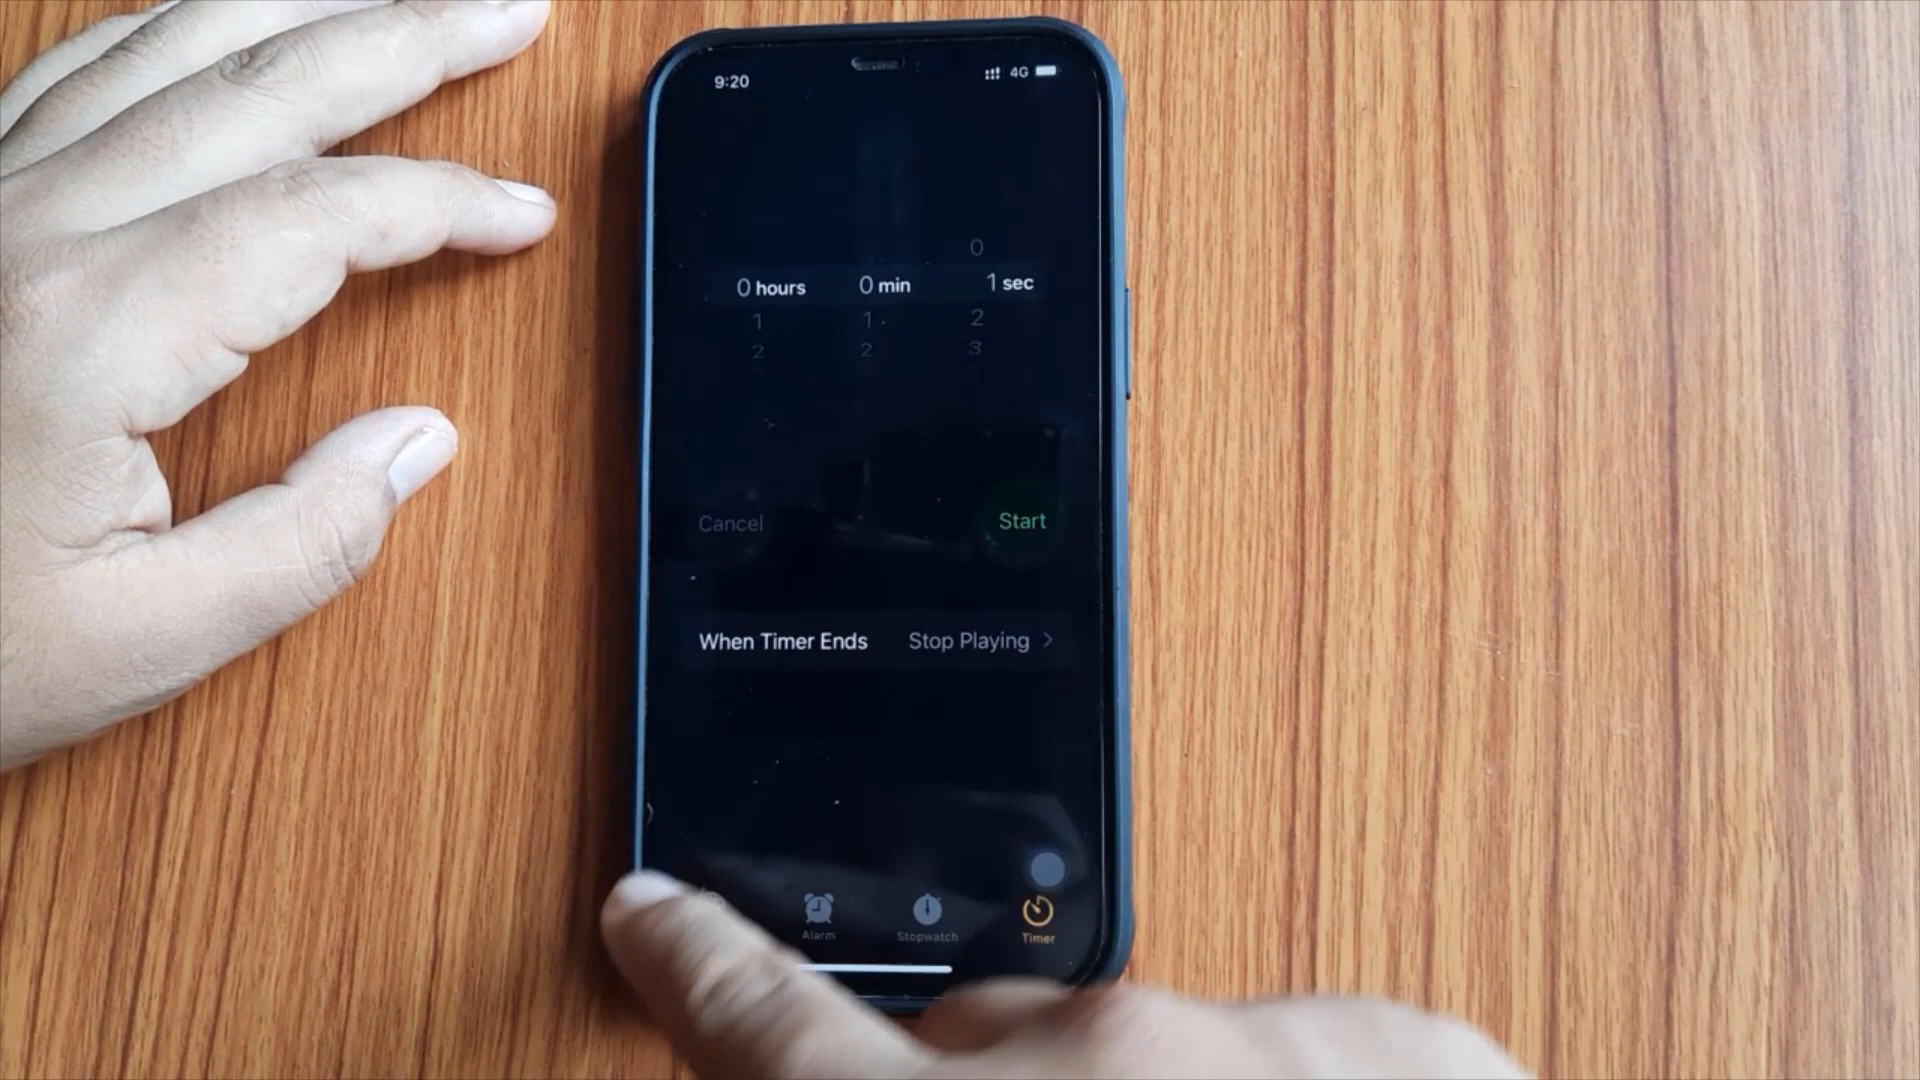 9:20 4G
0
0 hours 0 min 1 sec
1 1 2
2 2 3
Cancel Start
When Timer Ends Stop Playing >
Alarm Stopwatch Timer